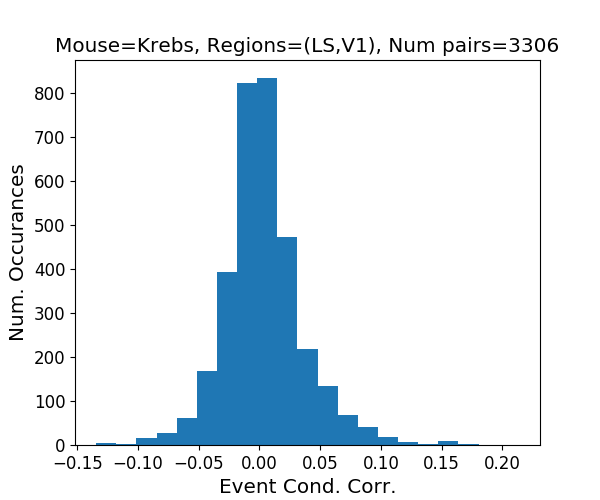 Mouse=Krebs, Regions=(LS,V1), Num pairs=3306
800
700
600
500
400
300
200
100
0
Num. Occurances
−0.15 −0.10 −0.05 0.00 0.05 0.10 0.15 0.20
Event Cond. Corr.